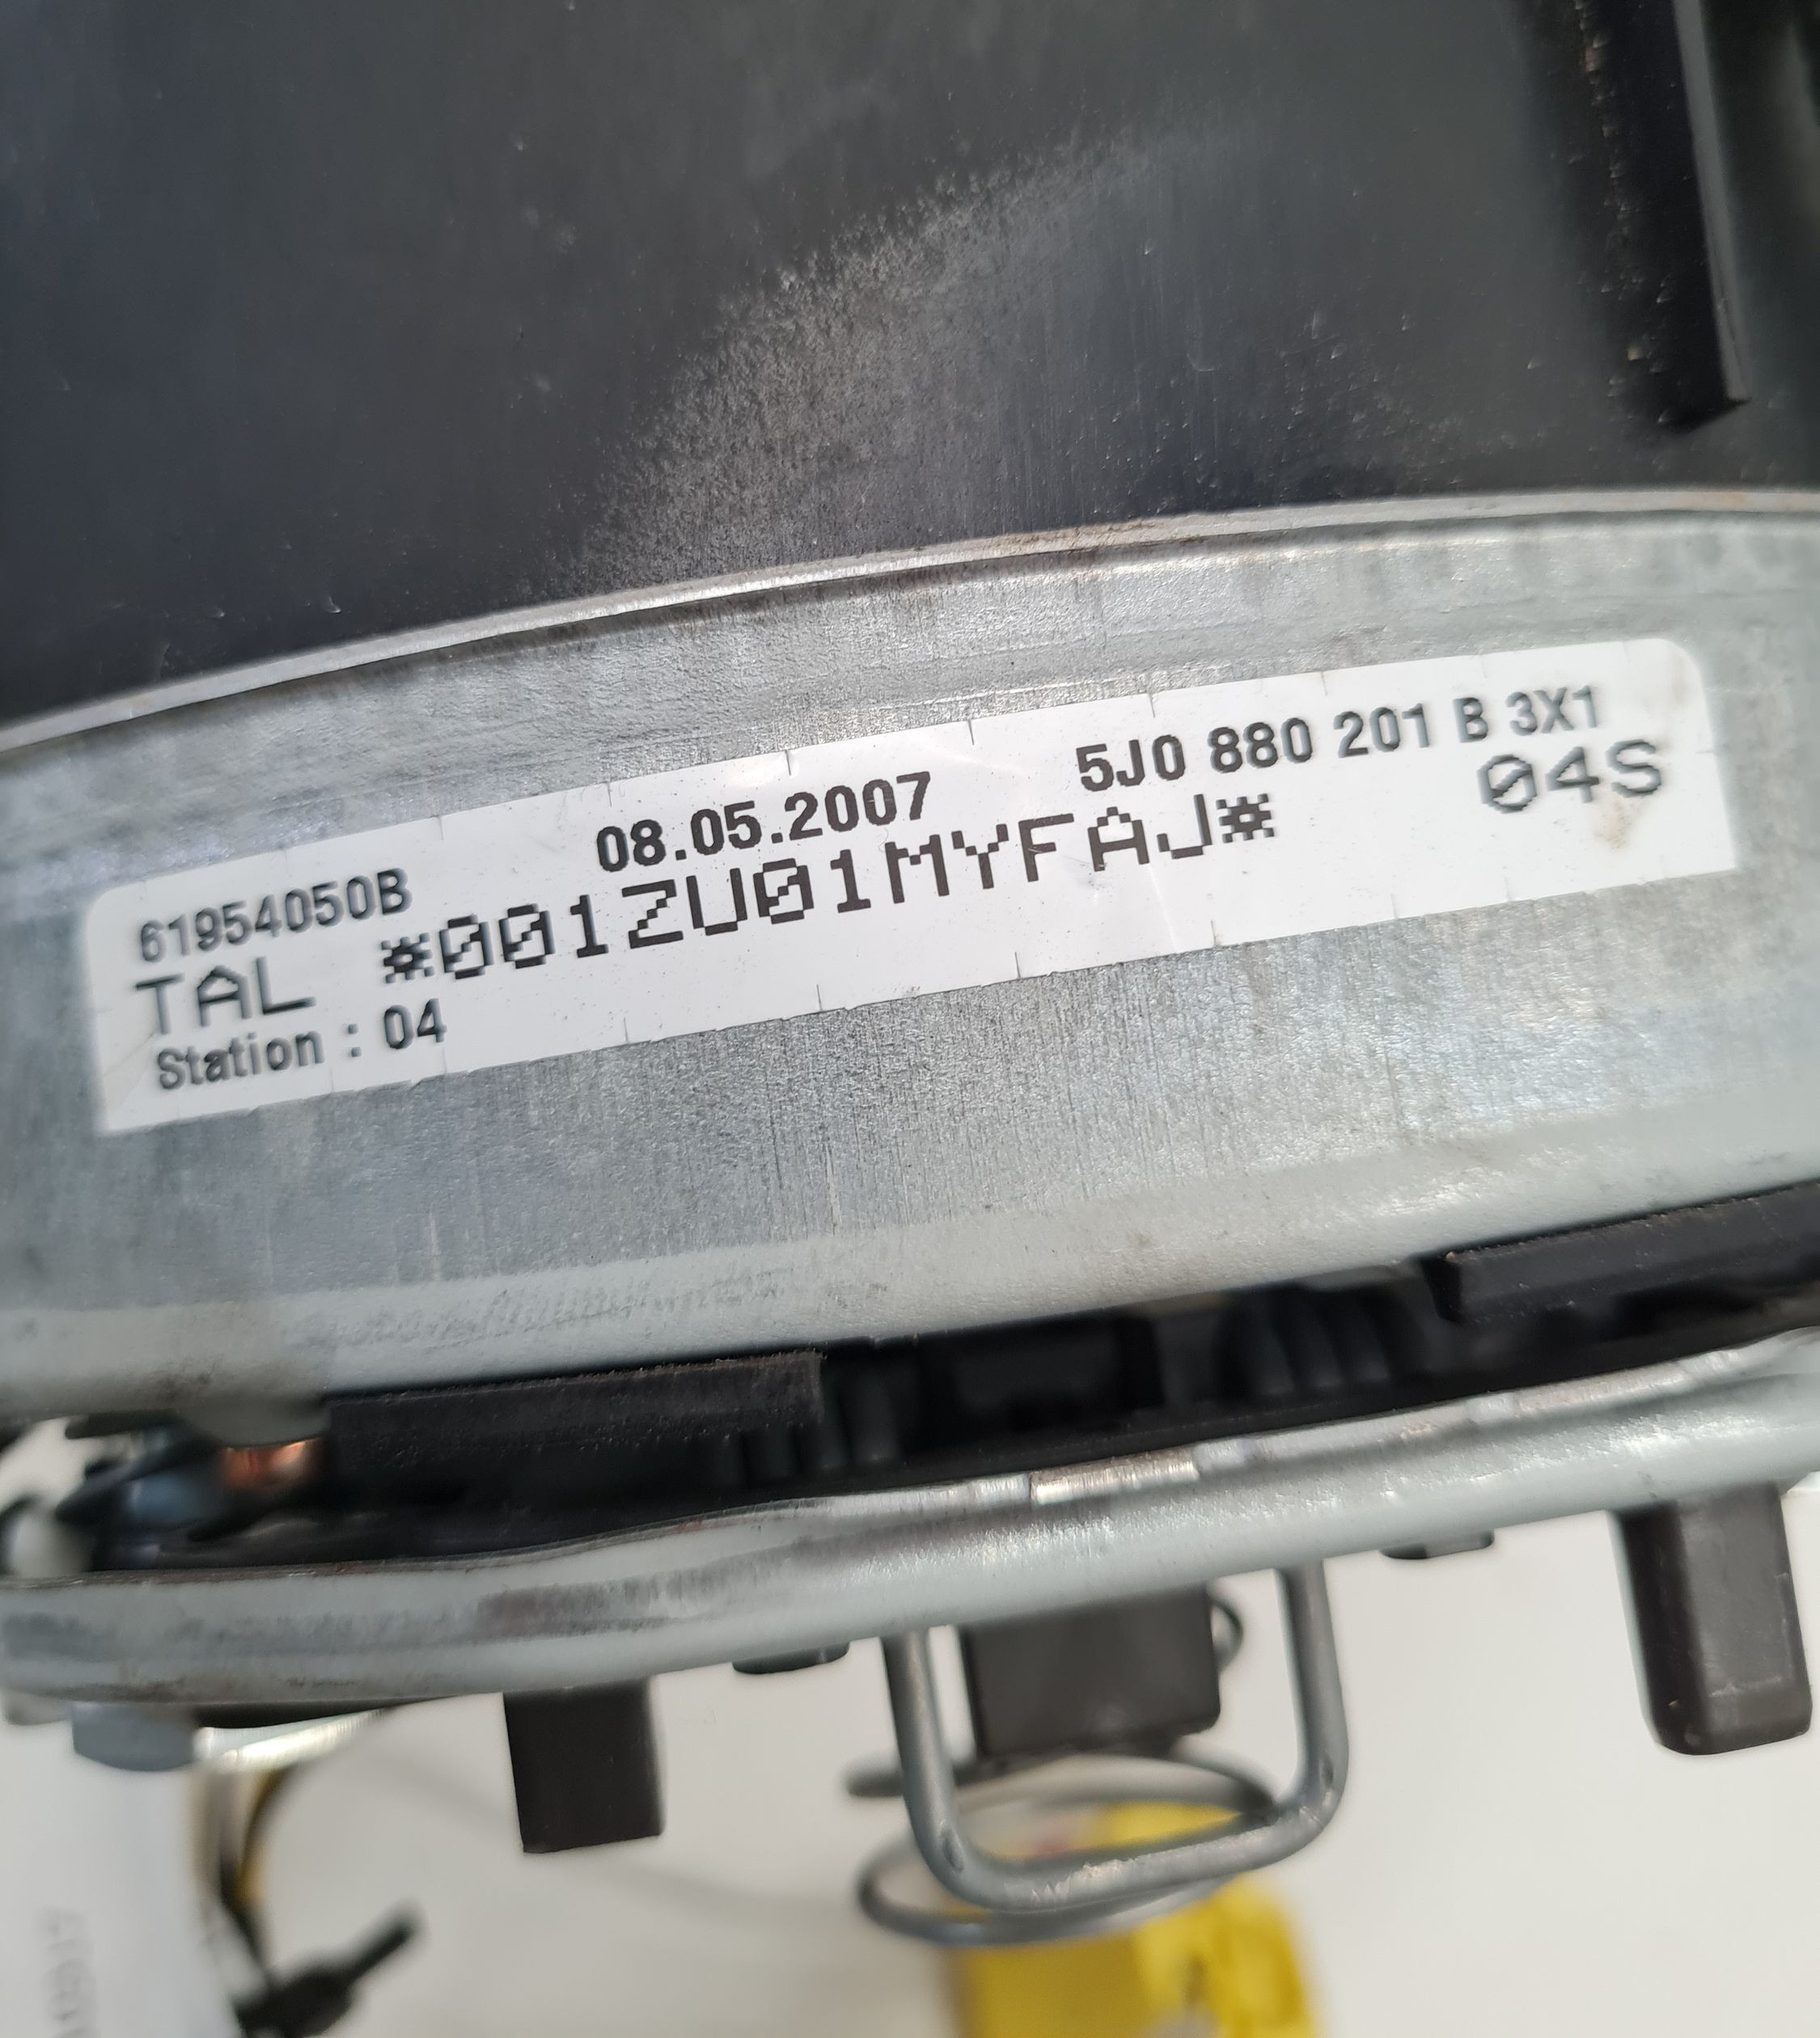 61954050B 08.05.2007 5J0 880 201 B 3X1
TAL *001ZU01MYFAJ* 04S
Station : 04